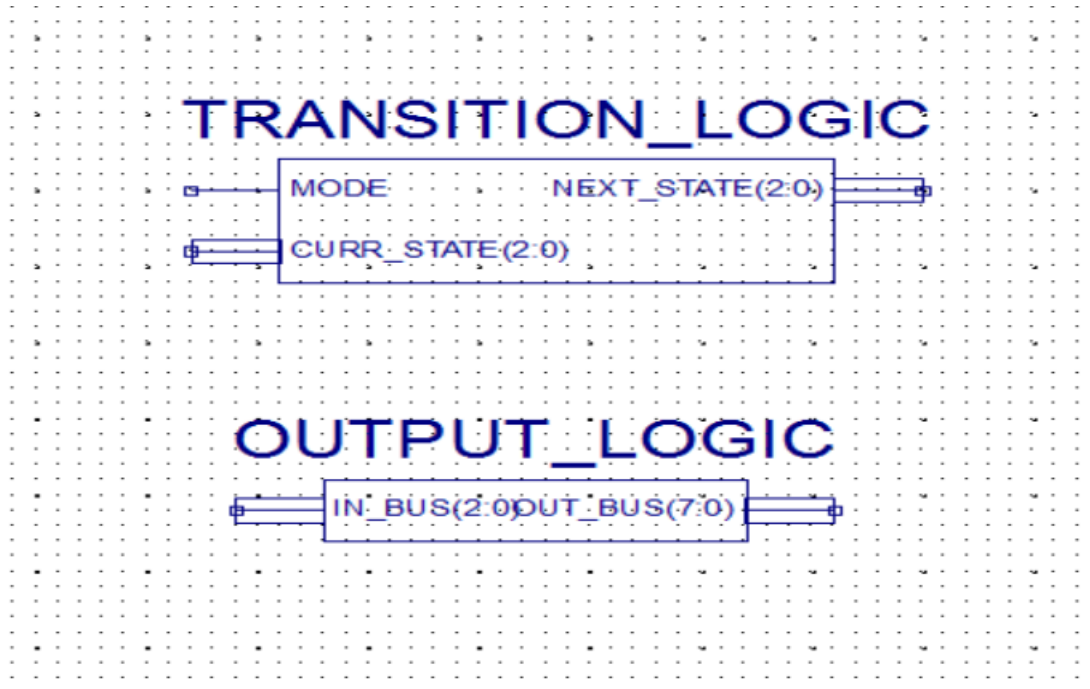 TRANSITION_LOGIC
MODE NEXT_STATE(2:0)
CURR_STATE(2:0)
OUTPUT_LOGIC
IN_BUS(2:0) OUT_BUS(7:0)